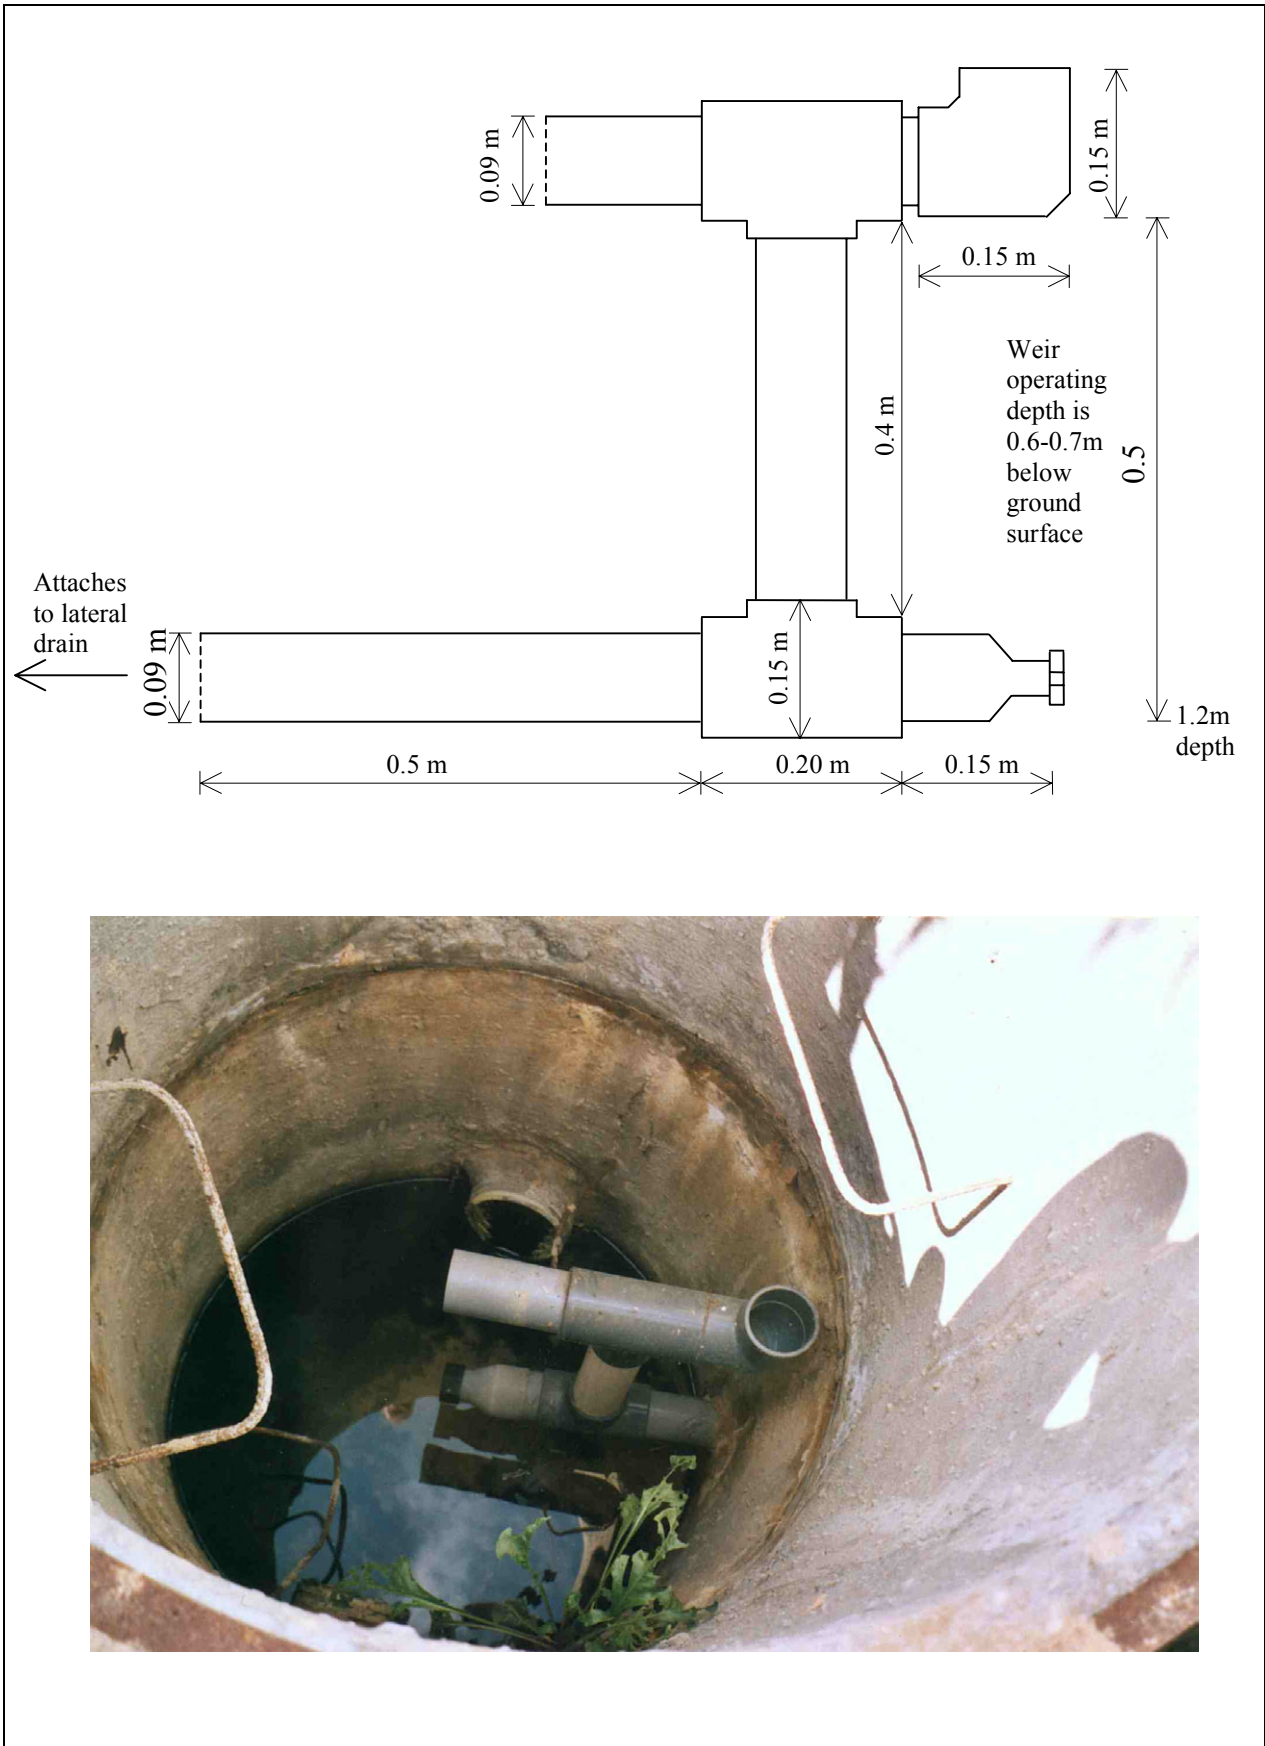 0.09 m
0.15 m
0.15 m
Weir
operating
depth is
0.6-0.7m
below
ground
surface
0.4 m
0.5
Attaches
to lateral
drain
0.09 m
0.15 m
1.2m
depth
0.5 m
0.20 m
0.15 m